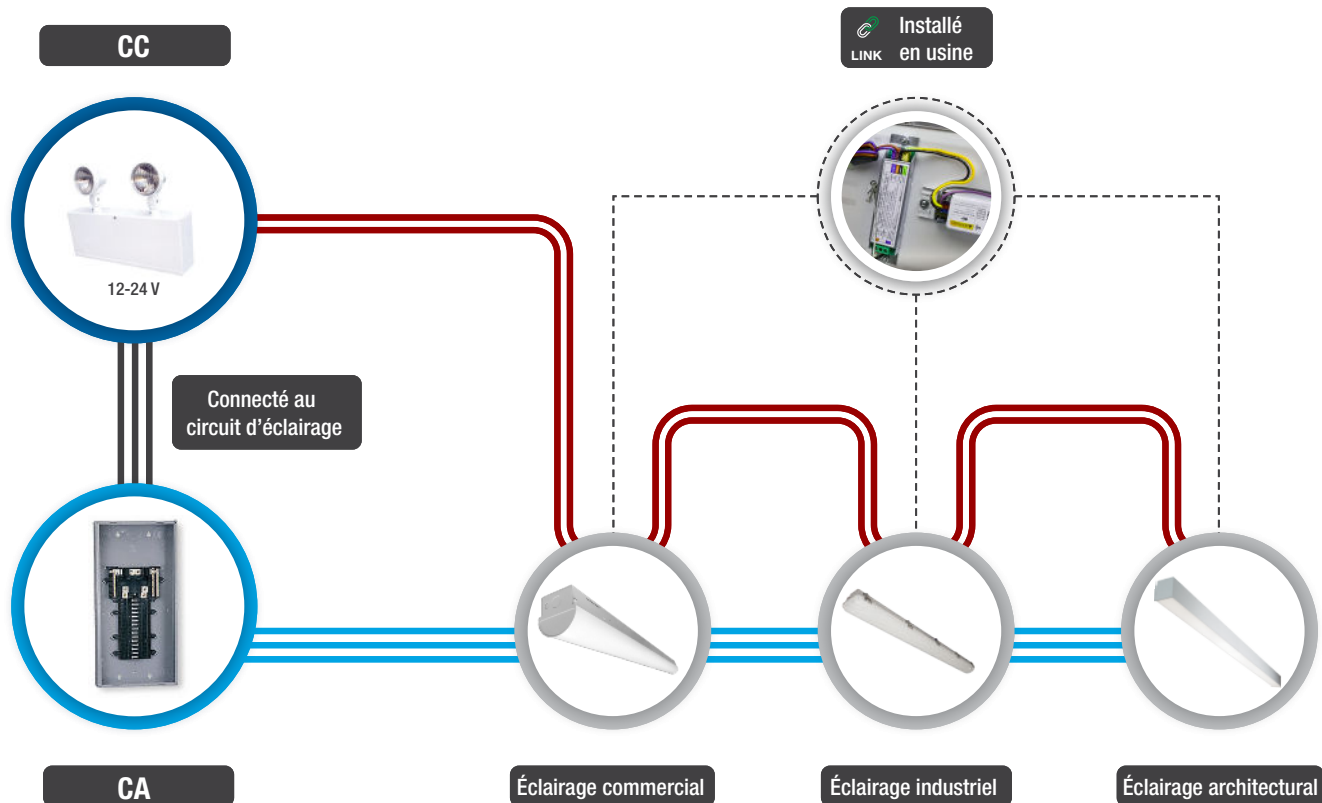 CC
LINK
Installé
en usine
12-24 V
Connecté au
circuit d'éclairage
CA
Éclairage commercial
Éclairage industriel
Éclairage architectural